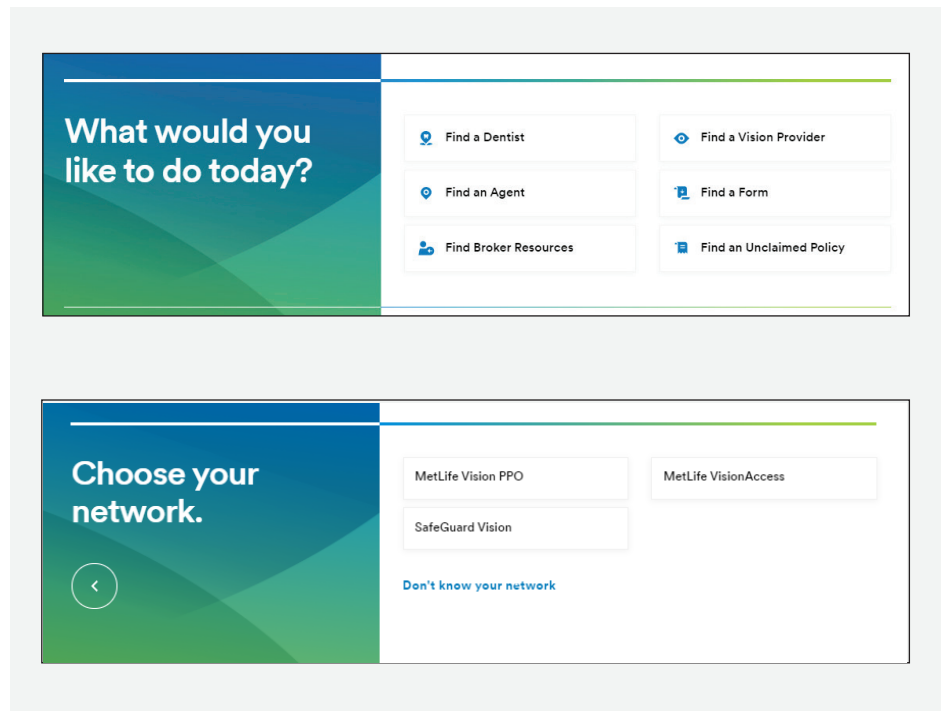 What would you
like to do today?
Find a Dentist
Find a Vision Provider
Find an Agent
Find a Form
Find Broker Resources
Find an Unclaimed Policy
Choose your
network.
MetLife Vision PPO
MetLife VisionAccess
SafeGuard Vision
Don't know your network